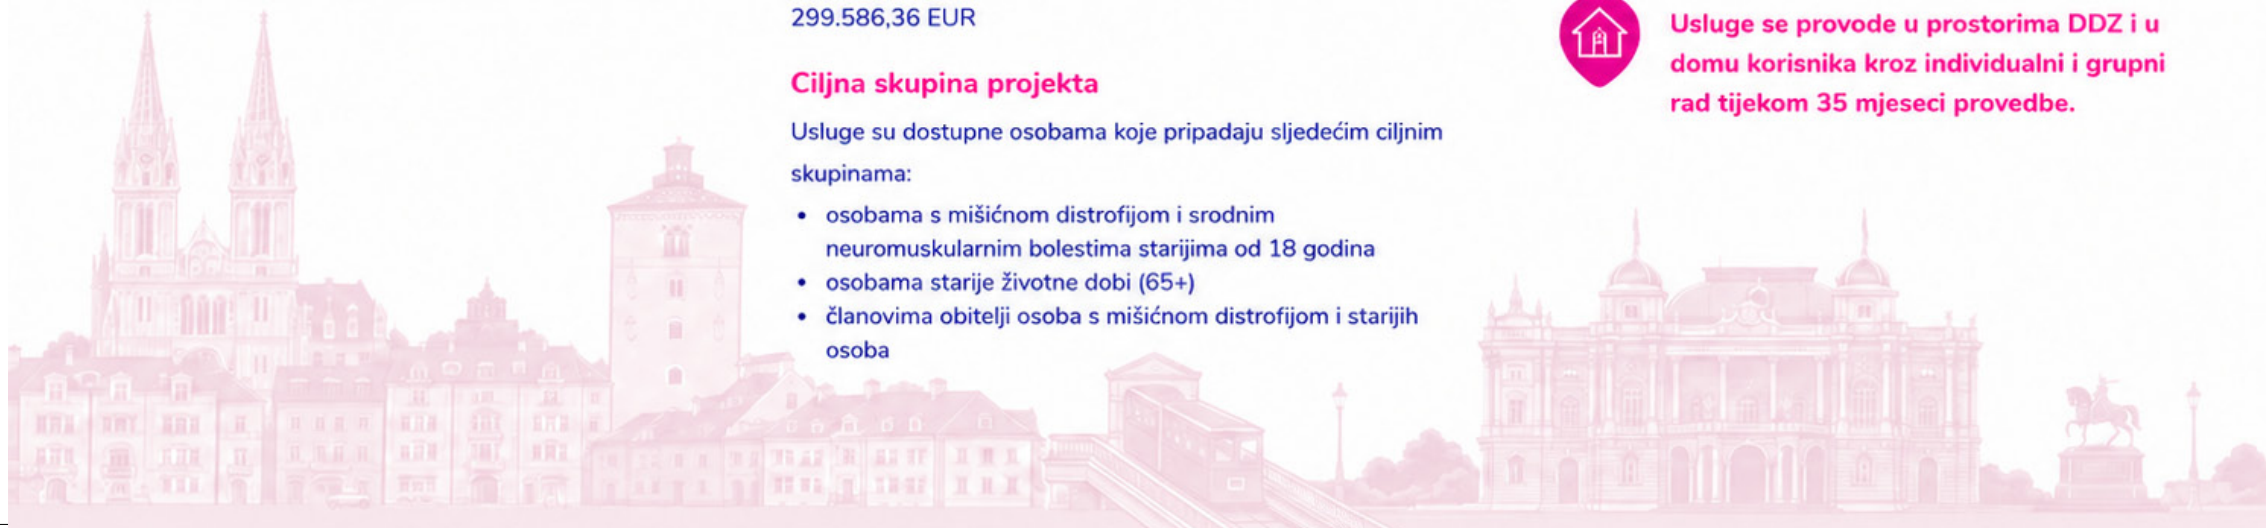 299.586,36 EUR
Ciljna skupina projekta
Usluge su dostupne osobama koje pripadaju sljedećim ciljnim
skupinama:
• osobama s mišićnom distrofijom i srodnim
neuromuskularnim bolestima starijima od 18 godina
• osobama starije životne dobi (65+)
• članovima obitelji osoba s mišićnom distrofijom i starijih
osoba
Usluge se provode u prostorima DDZ i u
domu korisnika kroz individualni i grupni
rad tijekom 35 mjeseci provedbe.